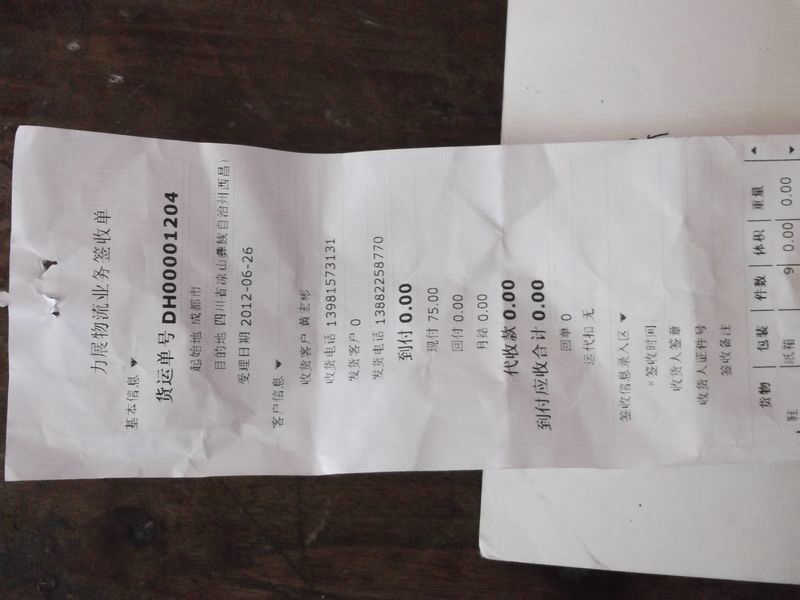 力展物流业务签收单
基本信息
货运单号 DH00001204
起始地 成都市
目的地 四川省凉山彝族自治州西昌)
受理日期 2012-06-26
客户信息
收货客户 黄宏彬
收货电话 13981573131
发货客户 0
发货电话 13882258770
到付 0.00
现付 75.00
回付 0.00
月结 0.00
代收款 0.00
到付应收合计 0.00
回单 0
运代扣 无
签收信息录入区
*签收时间
收货人签章
收货人证件号
签收备注
货物 包装 件数 体积 重量
鞋 纸箱 9 0.00 0.00